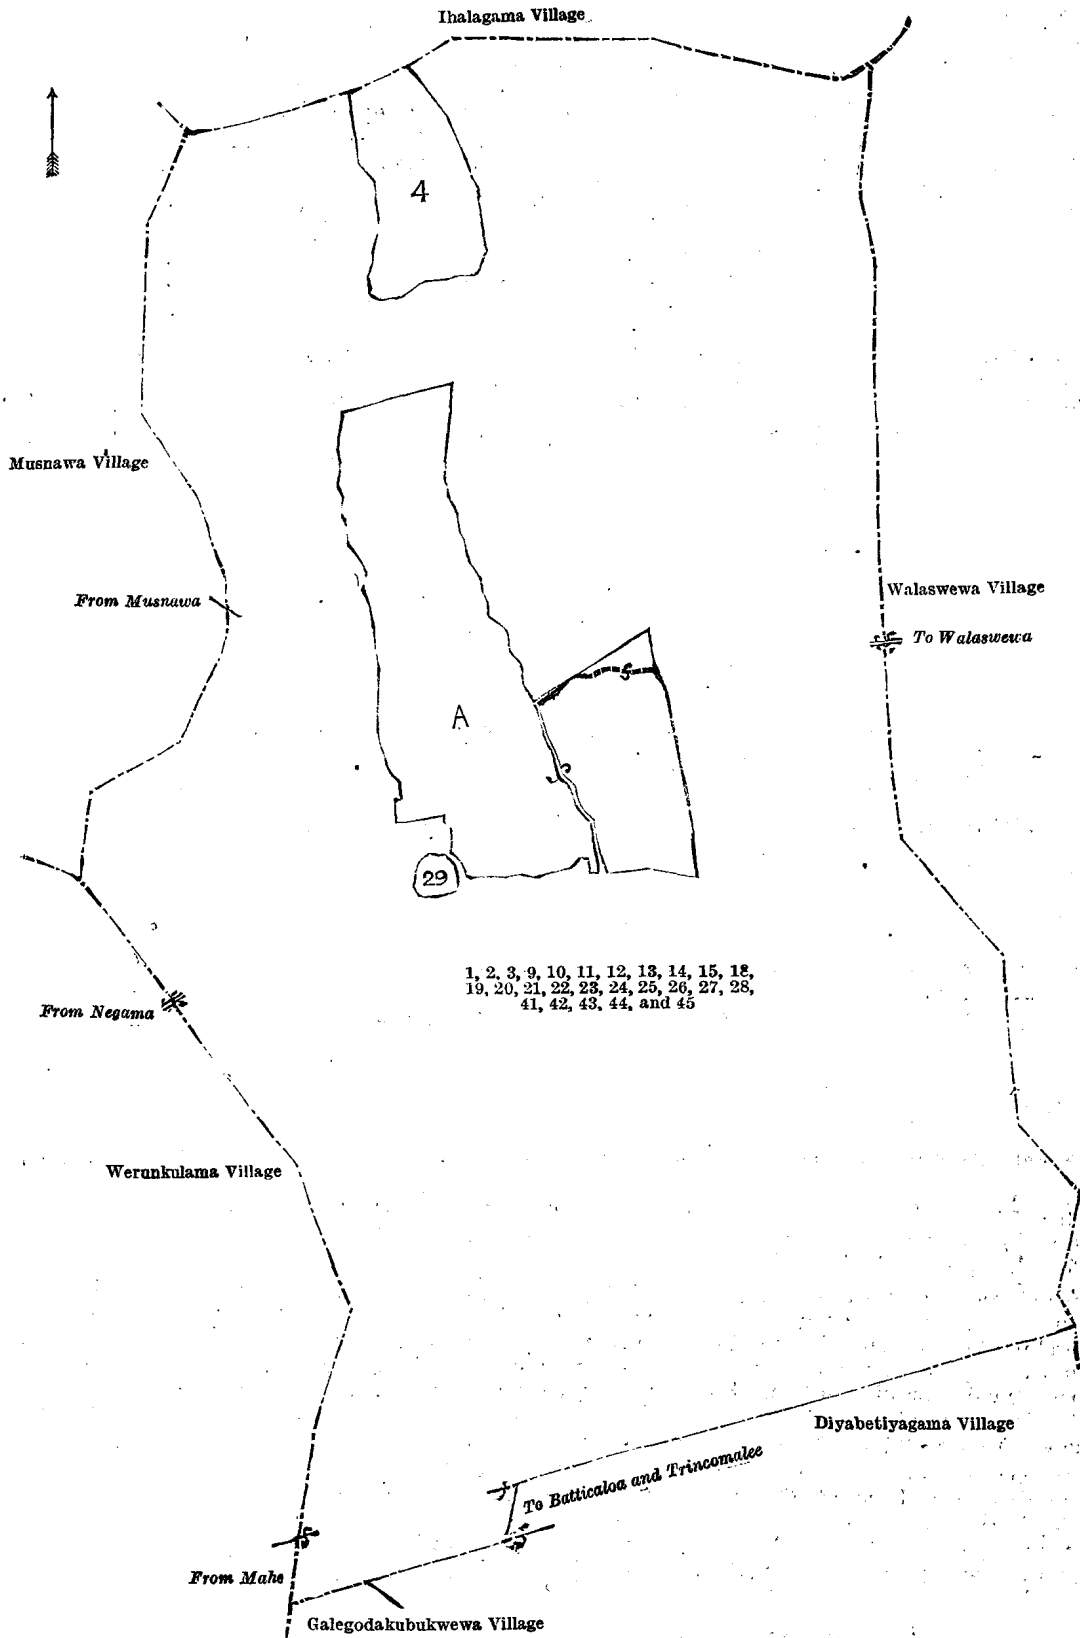 Ihalagama Village
4
Musnawa Village
From Musnawa
Walaswewa Village
To Walaswewa
A
29
1, 2, 3, 9, 10, 11, 12, 13, 14, 15, 18,
19, 20, 21, 22, 23, 24, 25, 26, 27, 28,
41, 42, 43, 44, and 45
From Negama
Werunkulama Village
Diyabetiyagama Village
To Batticaloa and Trincomalee
From Mahe
Galegodakubukwewa Village